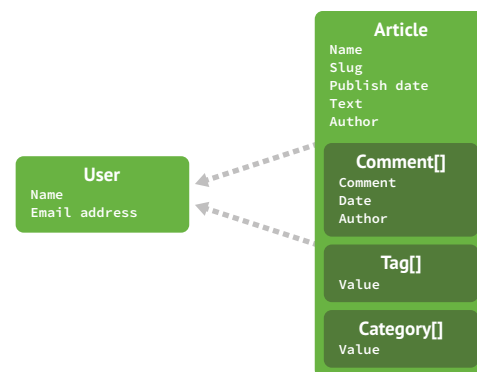 Article
Name
Slug
Publish date
Text
Author
User
Name
Email address
Comment[]
Comment
Date
Author
Tag[]
Value
Category[]
Value